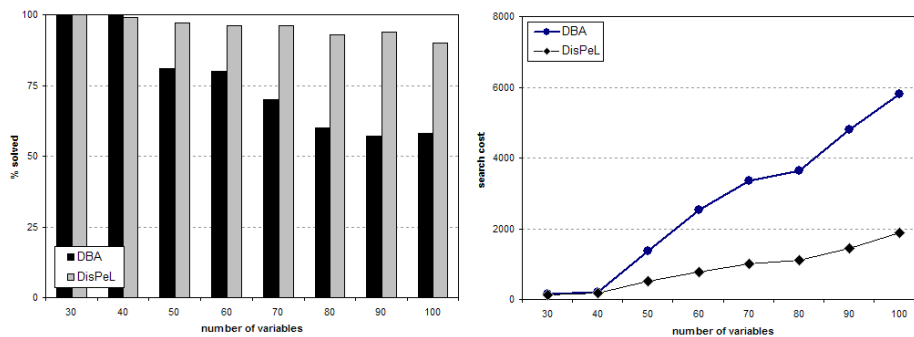 100
75
50
25
0
% solved
DBA
DisPeL
30 40 50 60 70 80 90 100
number of variables
8000
6000
4000
2000
0
search cost
DBA
DisPeL
30 40 50 60 70 80 90 100
number of variables